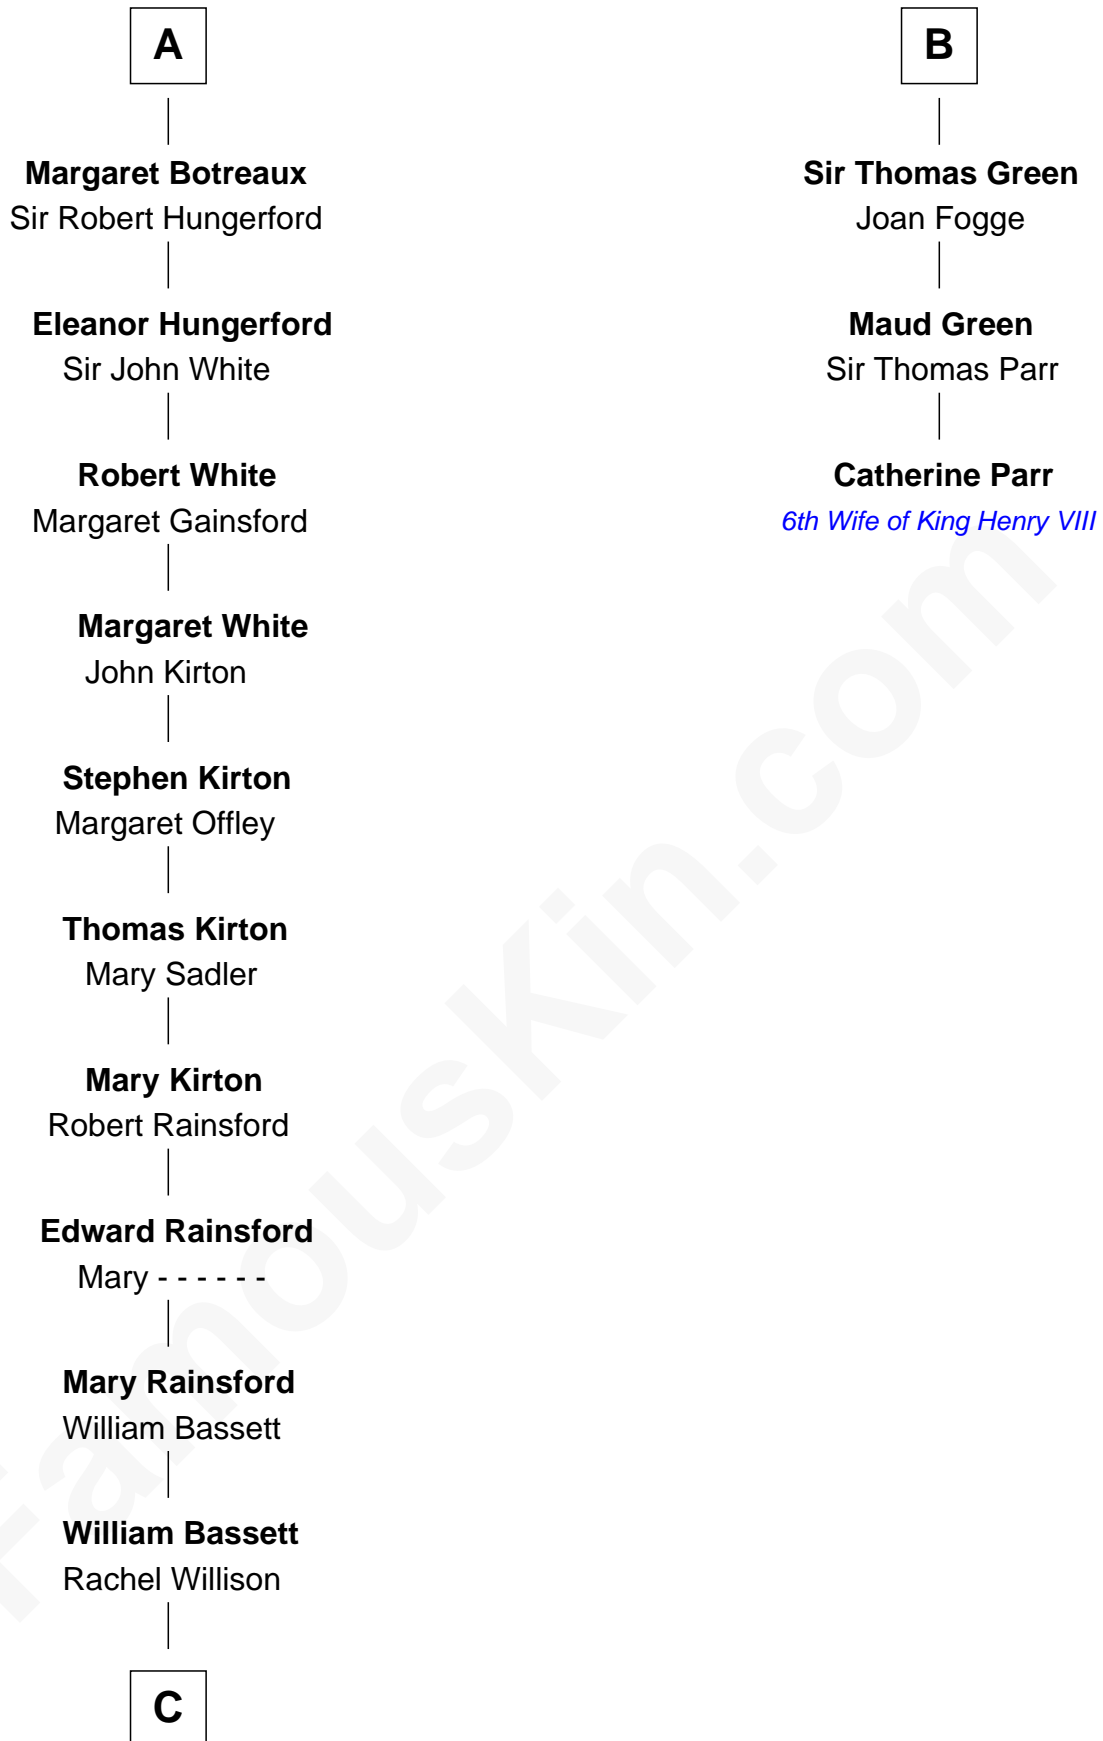 A
Margaret Botreaux
Sir Robert Hungerford
Eleanor Hungerford
Sir John White
Robert White
Margaret Gainsford
Margaret White
John Kirton
Stephen Kirton
Margaret Offley
Thomas Kirton
Mary Sadler
Mary Kirton
Robert Rainsford
Edward Rainsford
Mary - - - - - -
Mary Rainsford
William Bassett
William Bassett
Rachel Willison
C
B
Sir Thomas Green
Joan Fogge
Maud Green
Sir Thomas Parr
Catherine Parr
6th Wife of King Henry VIII
FamousKin.com